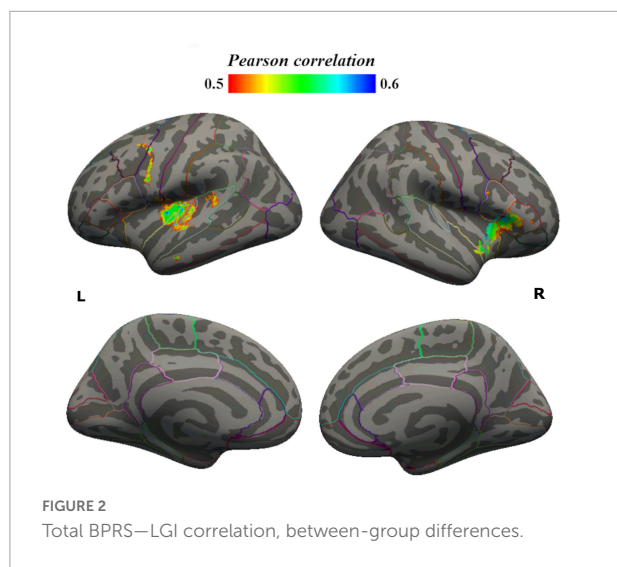 Pearson correlation
0.5 0.6
L R
FIGURE 2
Total BPRS—LGI correlation, between-group differences.